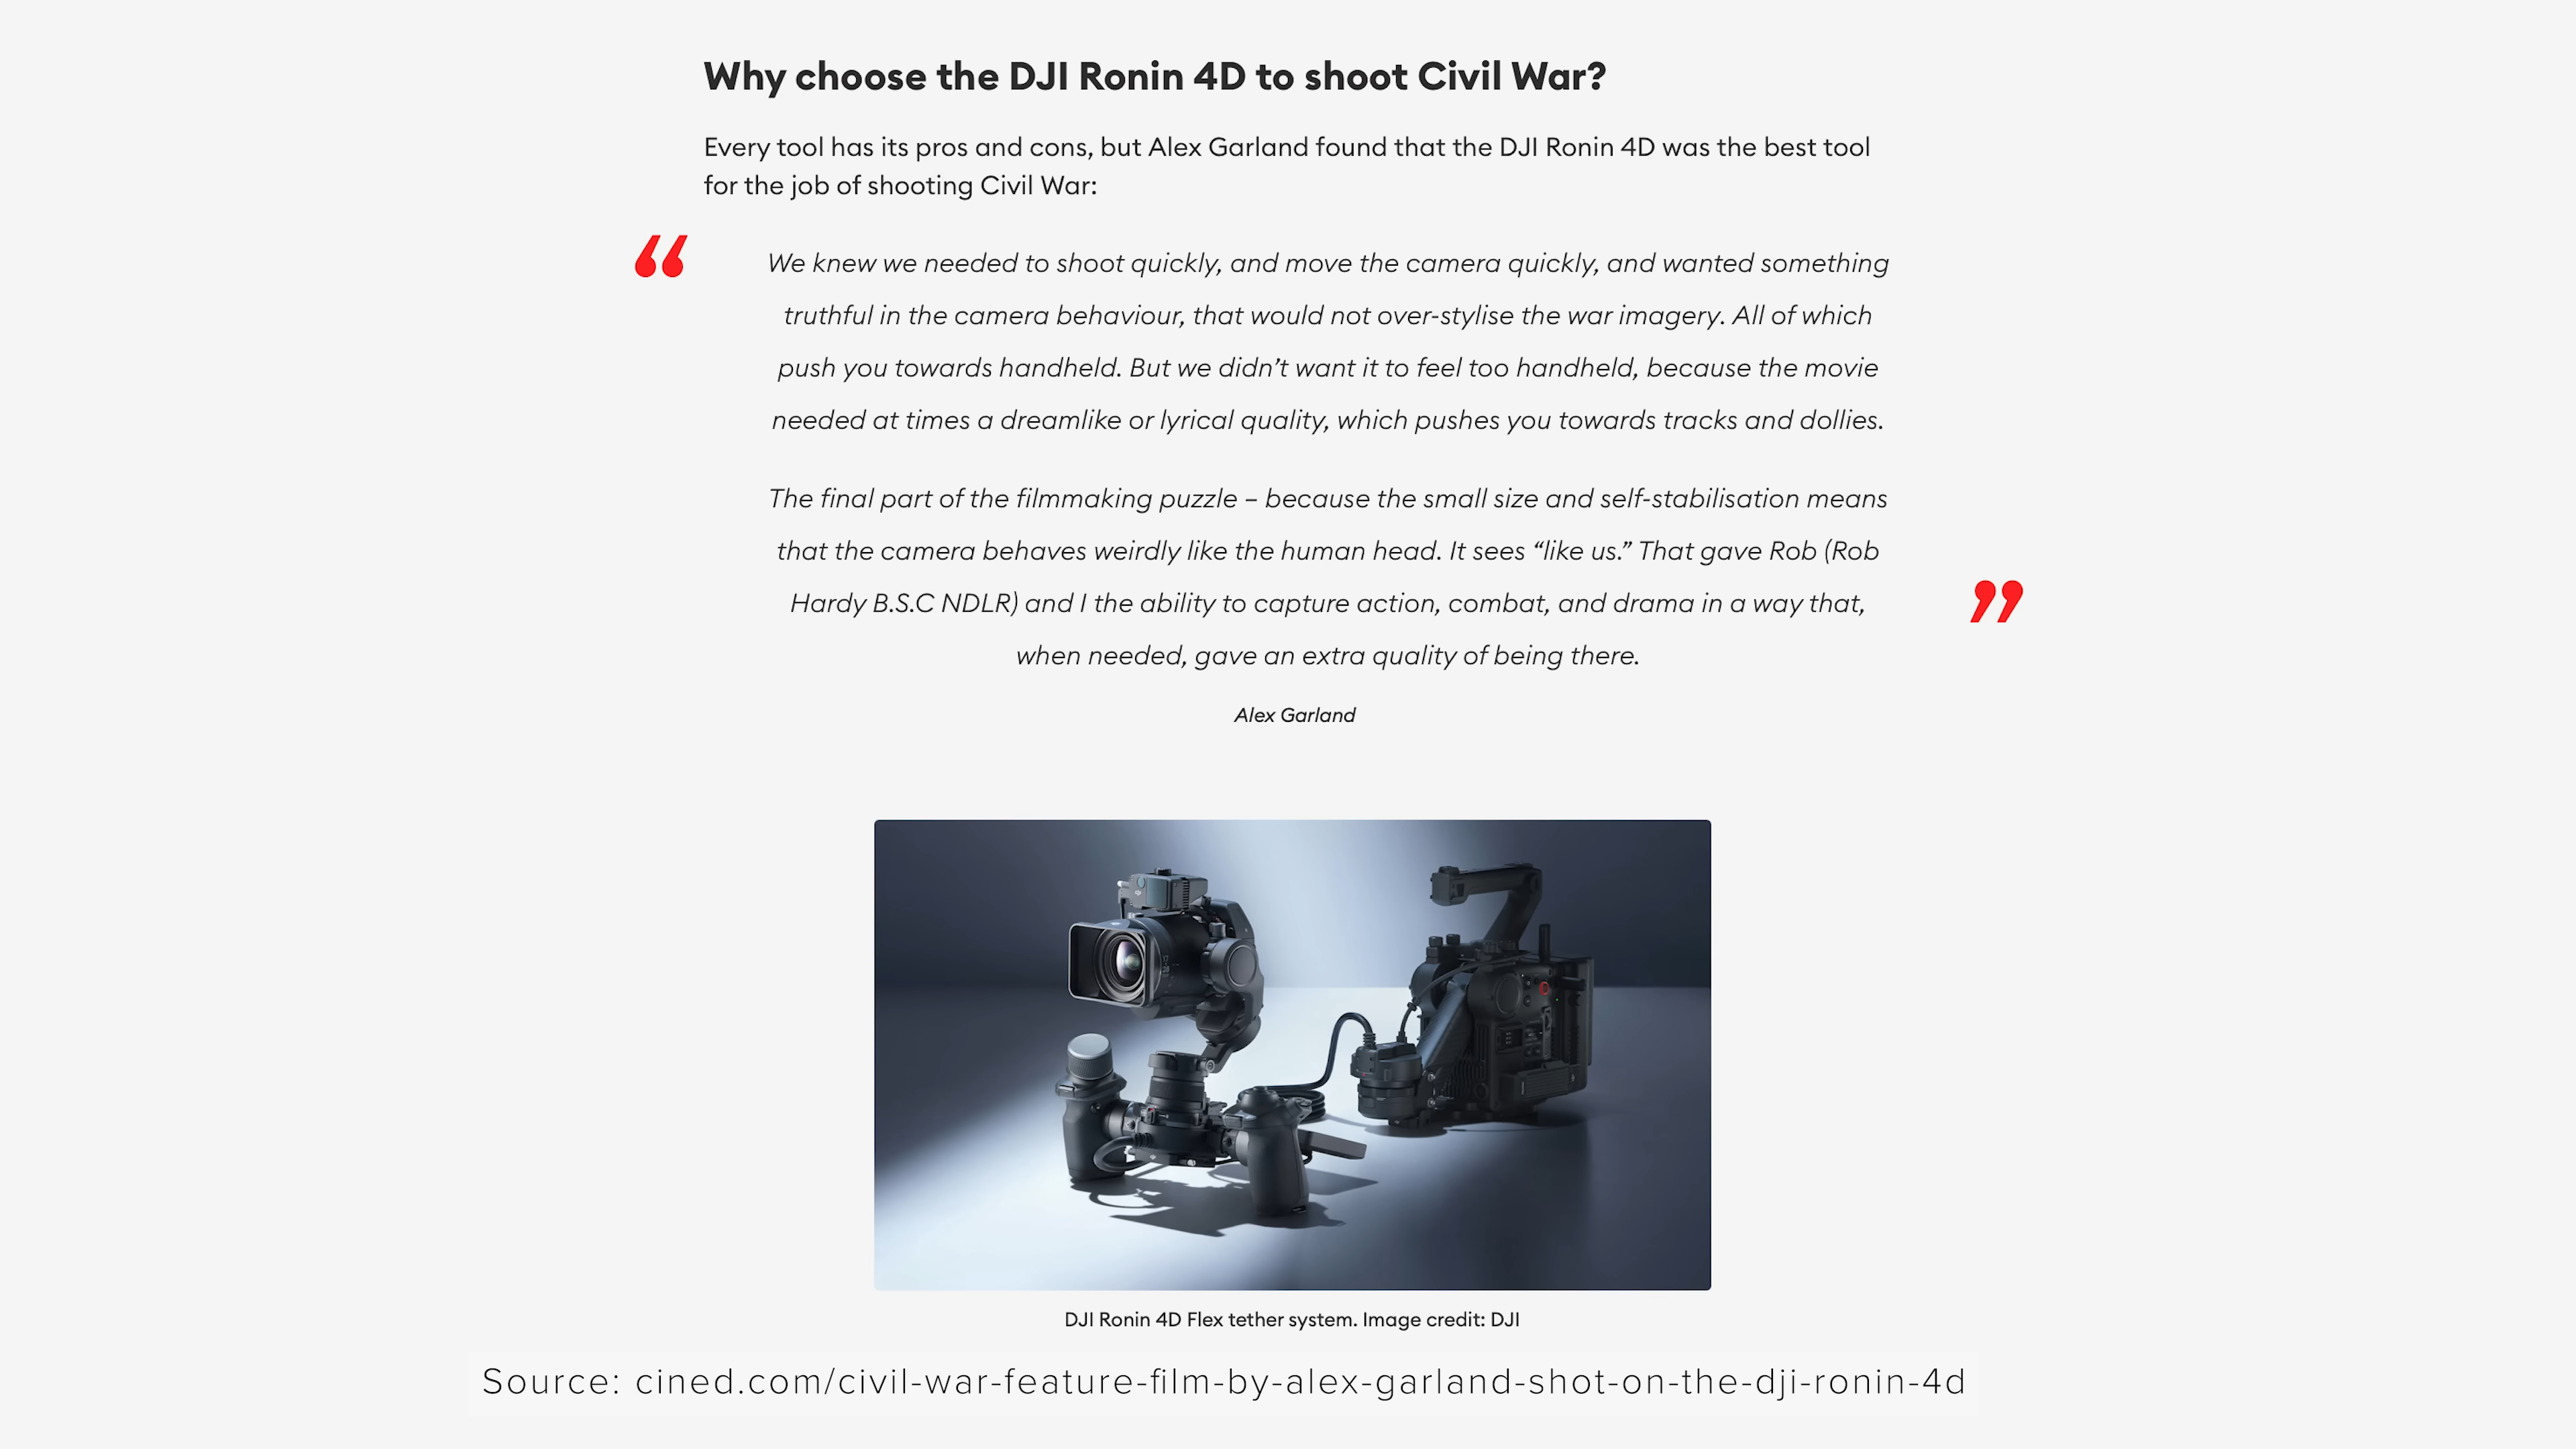 Why choose the DJI Ronin 4D to shoot Civil War?
Every tool has its pros and cons, but Alex Garland found that the DJI Ronin 4D was the best tool
for the job of shooting Civil War:
“
We knew we needed to shoot quickly, and move the camera quickly, and wanted something
truthful in the camera behaviour, that would not over-stylise the war imagery. All of which
push you towards handheld. But we didn’t want it to feel too handheld, because the movie
needed at times a dreamlike or lyrical quality, which pushes you towards tracks and dollies.
The final part of the filmmaking puzzle – because the small size and self-stabilisation means
that the camera behaves weirdly like the human head. It sees “like us.” That gave Rob (Rob
Hardy B.S.C NDLR) and I the ability to capture action, combat, and drama in a way that,
when needed, gave an extra quality of being there.
”
Alex Garland
DJI Ronin 4D Flex tether system. Image credit: DJI
Source: cined.com/civil-war-feature-film-by-alex-garland-shot-on-the-dji-ronin-4d